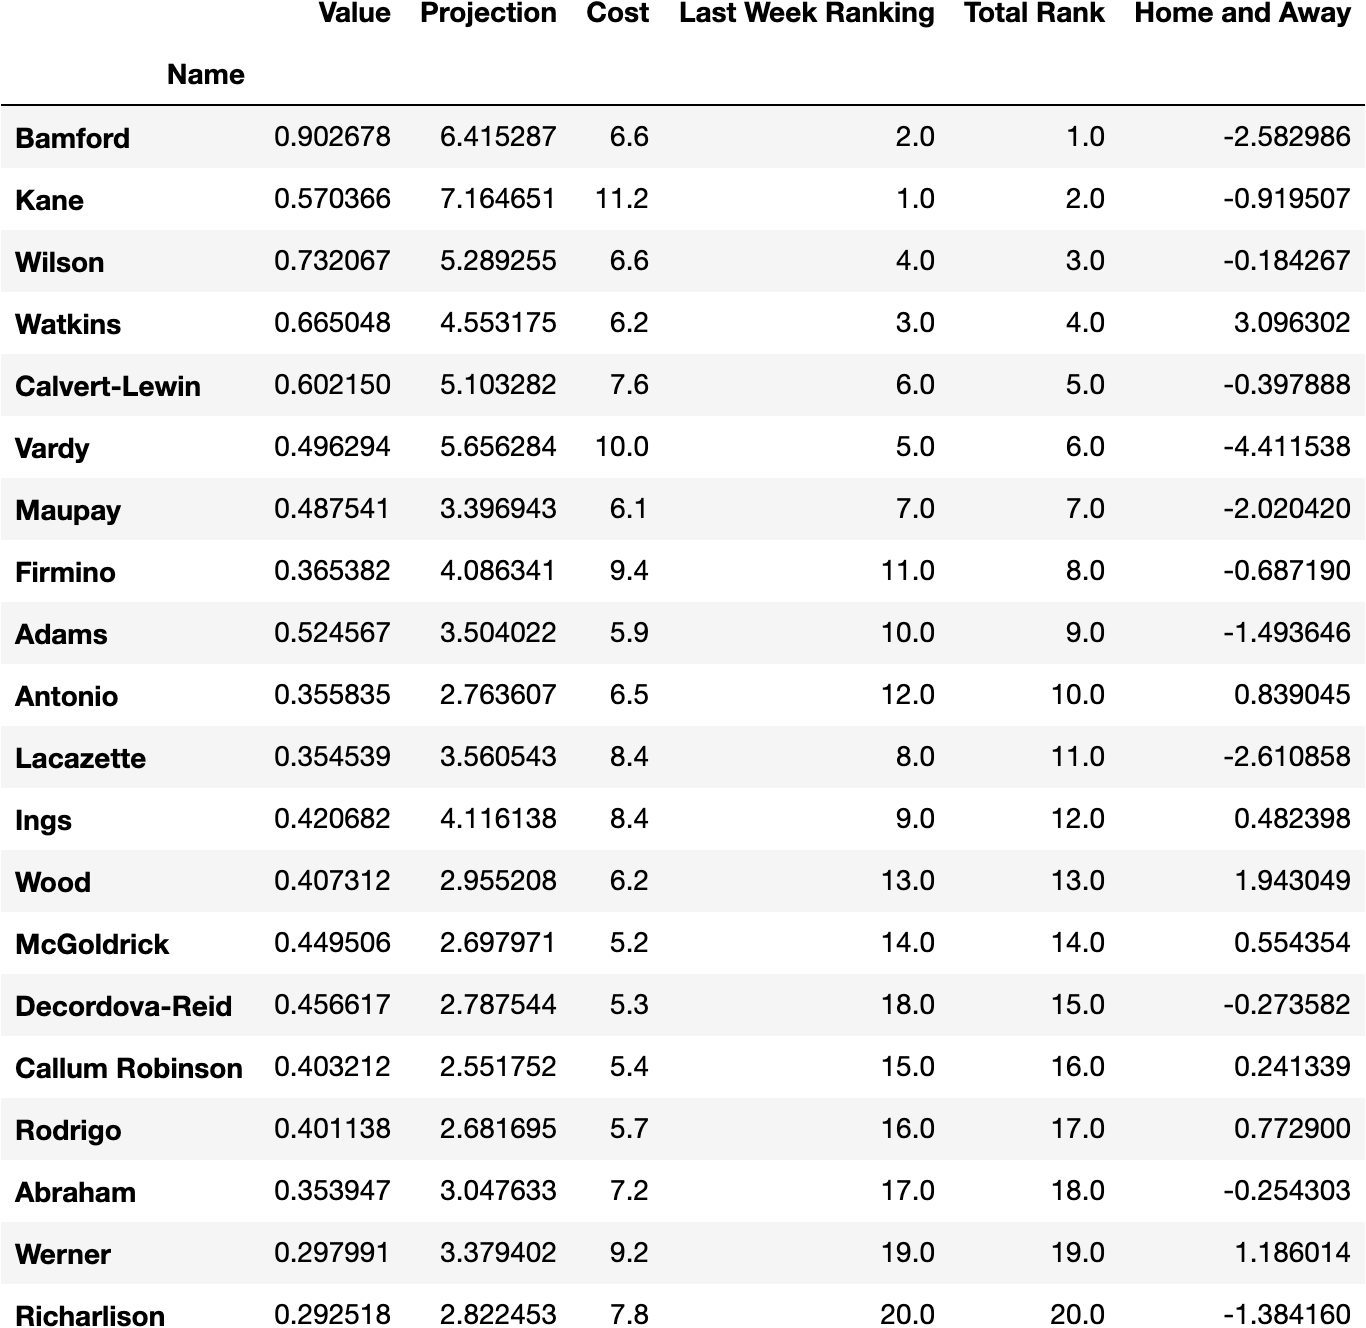 Value Projection Cost Last Week Ranking Total Rank Home and Away
Name
Bamford 0.902678 6.415287 6.6 2.0 1.0 -2.582986
Kane 0.570366 7.164651 11.2 1.0 2.0 -0.919507
Wilson 0.732067 5.289255 6.6 4.0 3.0 -0.184267
Watkins 0.665048 4.553175 6.2 3.0 4.0 3.096302
Calvert-Lewin 0.602150 5.103282 7.6 6.0 5.0 -0.397888
Vardy 0.496294 5.656284 10.0 5.0 6.0 -4.411538
Maupay 0.487541 3.396943 6.1 7.0 7.0 -2.020420
Firmino 0.365382 4.086341 9.4 11.0 8.0 -0.687190
Adams 0.524567 3.504022 5.9 10.0 9.0 -1.493646
Antonio 0.355835 2.763607 6.5 12.0 10.0 0.839045
Lacazette 0.354539 3.560543 8.4 8.0 11.0 -2.610858
Ings 0.420682 4.116138 8.4 9.0 12.0 0.482398
Wood 0.407312 2.955208 6.2 13.0 13.0 1.943049
McGoldrick 0.449506 2.697971 5.2 14.0 14.0 0.554354
Decordova-Reid 0.456617 2.787544 5.3 18.0 15.0 -0.273582
Callum Robinson 0.403212 2.551752 5.4 15.0 16.0 0.241339
Rodrigo 0.401138 2.681695 5.7 16.0 17.0 0.772900
Abraham 0.353947 3.047633 7.2 17.0 18.0 -0.254303
Werner 0.297991 3.379402 9.2 19.0 19.0 1.186014
Richarlison 0.292518 2.822453 7.8 20.0 20.0 -1.384160